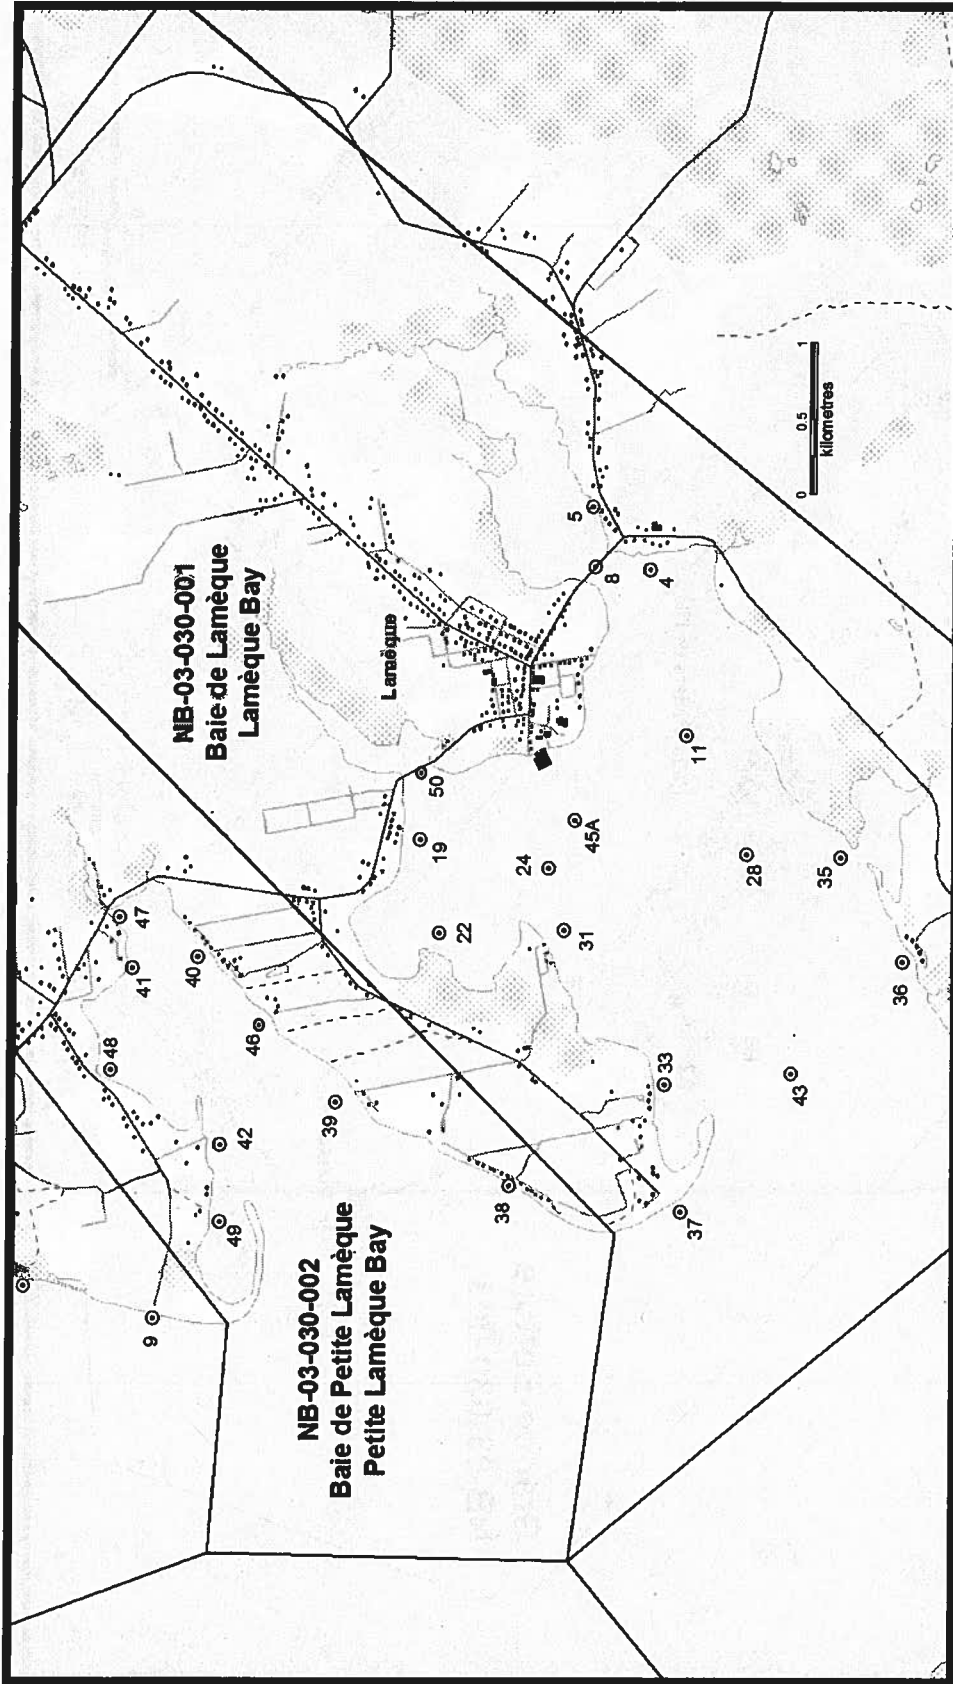 NB-03-030-001
Baie de Lamèque
Lamèque Bay
Lamèque
NB-03-030-002
Baie de Petite Lamèque
Petite Lamèque Bay
0 0.5 1
kilometres
9
49
42
48
41
47
40
46
39
38
37
33
43
36
35
28
31
22
24
45A
19
50
11
4
8
5